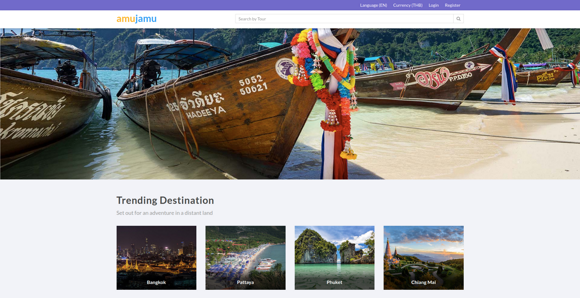 Language (EN) Currency (THB) Login Register
amujamu
Search by Tour
5052
50621
HADEEYA
Trending Destination
Set out for an adventure in a distant land
Bangkok Pattaya Phuket Chiang Mai